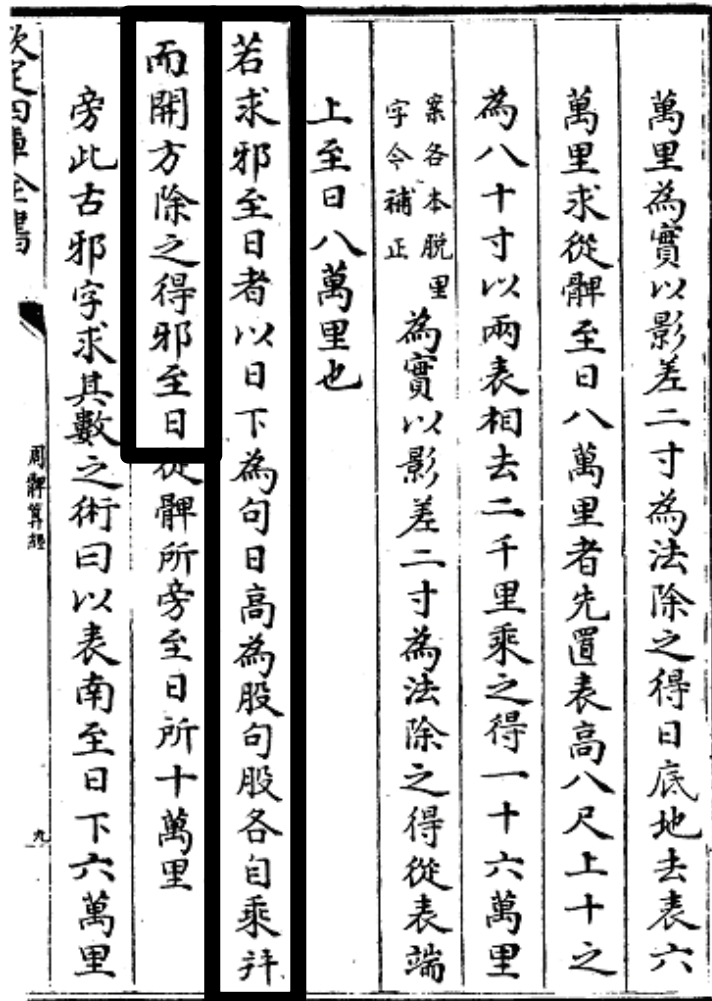 萬里為實以影差二寸為法除之得日底地去表六
萬里求從髀至日八萬里者先置表高八尺上十之
為八十寸以兩表相去二千里乘之得一十六萬里
案各本脱里
字今補正
為實以影差二寸為法除之得從表端
上至日八萬里也
若求邪至日者以日下為句日高為股句股各自乘并
而開方除之得邪至日從髀所旁至日所十萬里
旁此古邪字求其數之術曰以表南至日下六萬里
欽定四庫全書
周髀算經
九